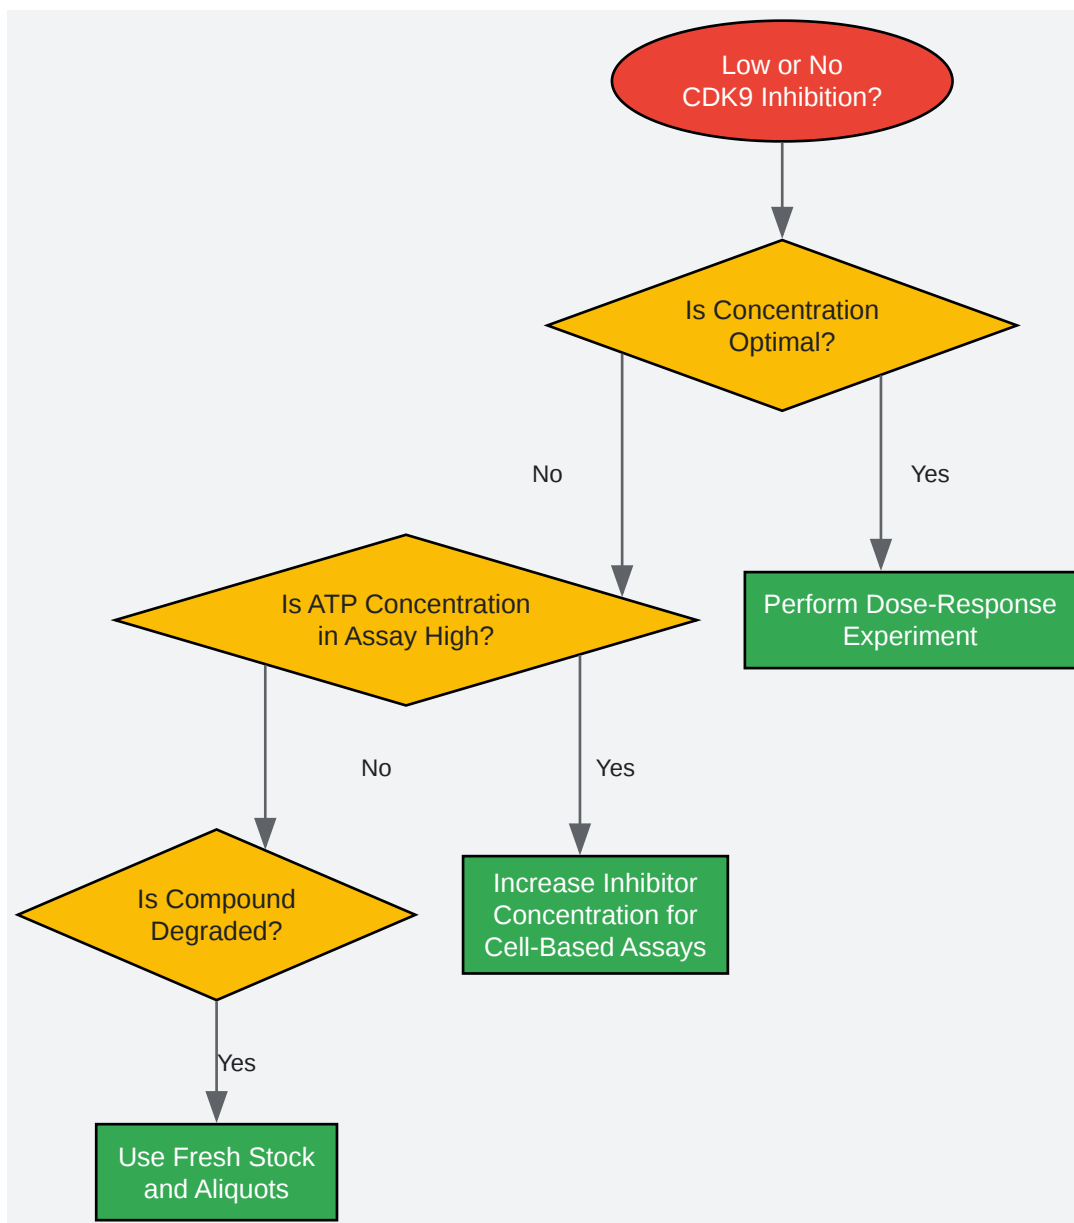 Low or No
CDK9 Inhibition?
Is Concentration
Optimal?
No
Yes
Is ATP Concentration
in Assay High?
Perform Dose-Response
Experiment
No
Yes
Is Compound
Degraded?
Increase Inhibitor
Concentration for
Cell-Based Assays
Yes
Use Fresh Stock
and Aliquots